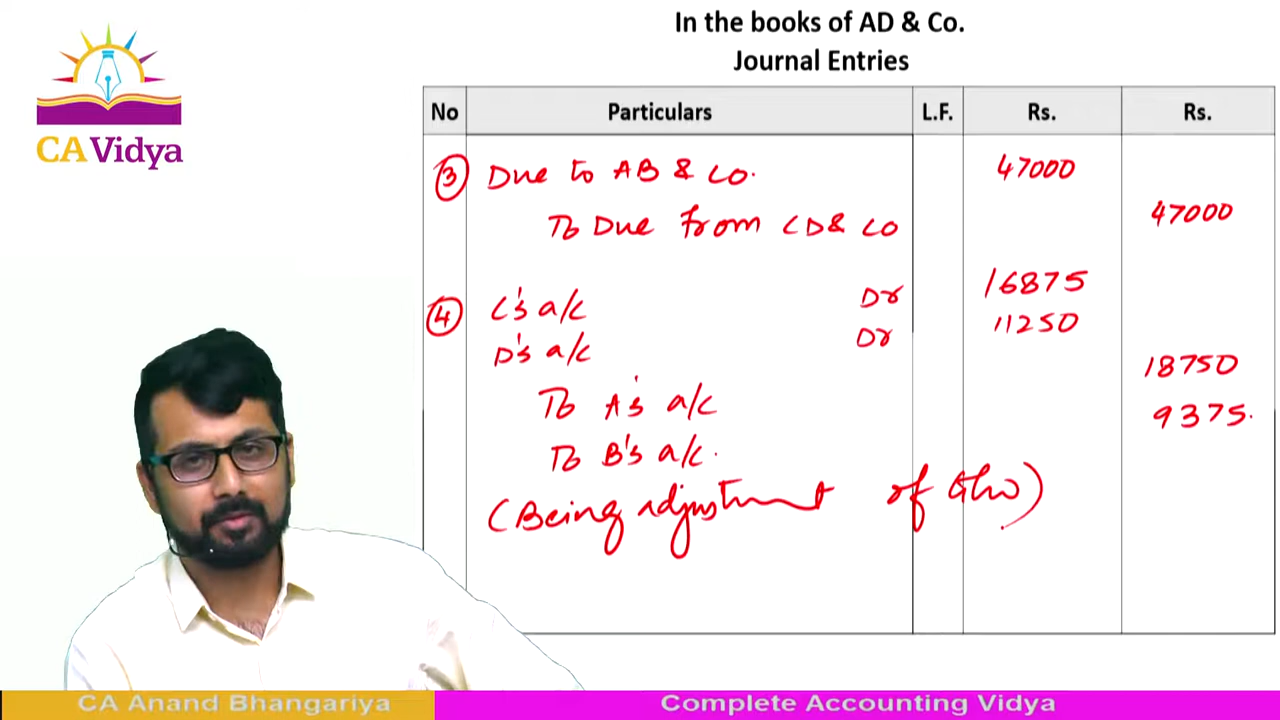 In the books of AD & Co.
Journal Entries
CA Vidya
No Particulars L.F. Rs. Rs.
3 Due to AB & Co. 47000
To Due from CD & Co 47000
4 C's a/c Dr 16875
D's a/c Dr 11250
To A's a/c 18750
To B's a/c. 9375.
(Being adjustment of G/w)
CA Anand Bhangariya
Complete Accounting Vidya